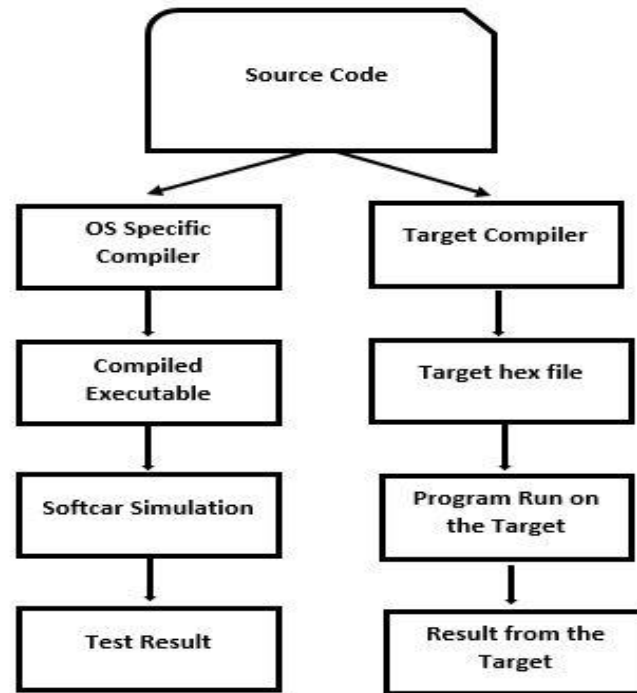 Source Code
OS Specific
Compiler
Target Compiler
Compiled
Executable
Target hex file
Softcar Simulation
Program Run on
the Target
Test Result
Result from the
Target